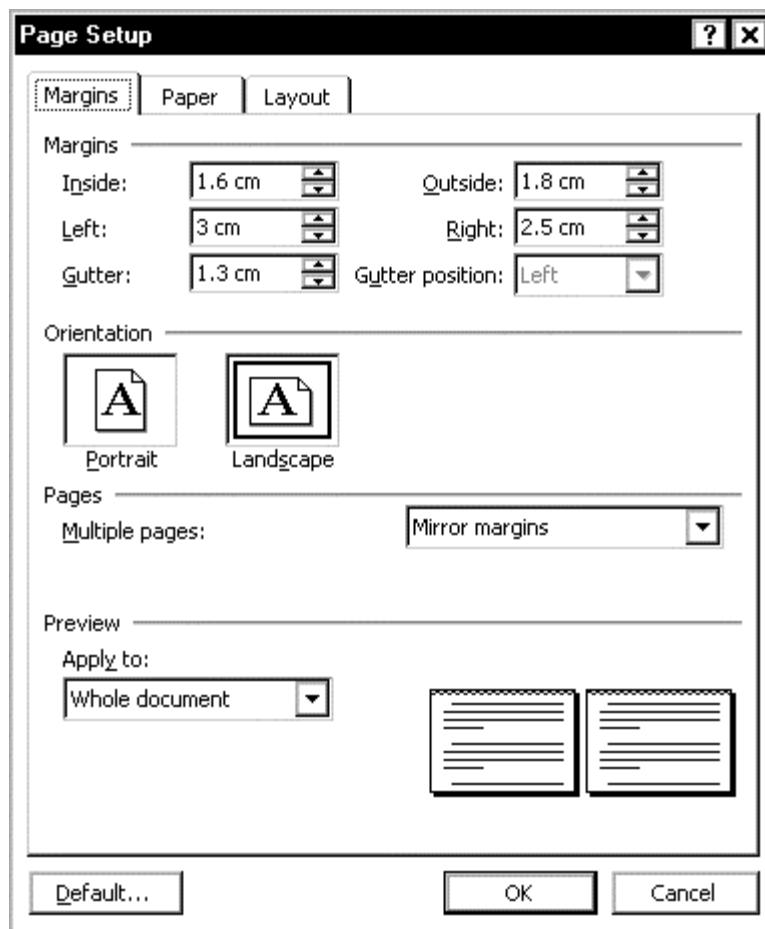 Page Setup ? X
Margins Paper Layout
Margins
Inside: 1.6 cm Outside: 1.8 cm
Left: 3 cm Right: 2.5 cm
Gutter: 1.3 cm Gutter position: Left
Orientation
A A
Portrait Landscape
Pages
Multiple pages: Mirror margins
Preview
Apply to:
Whole document
Default... OK Cancel